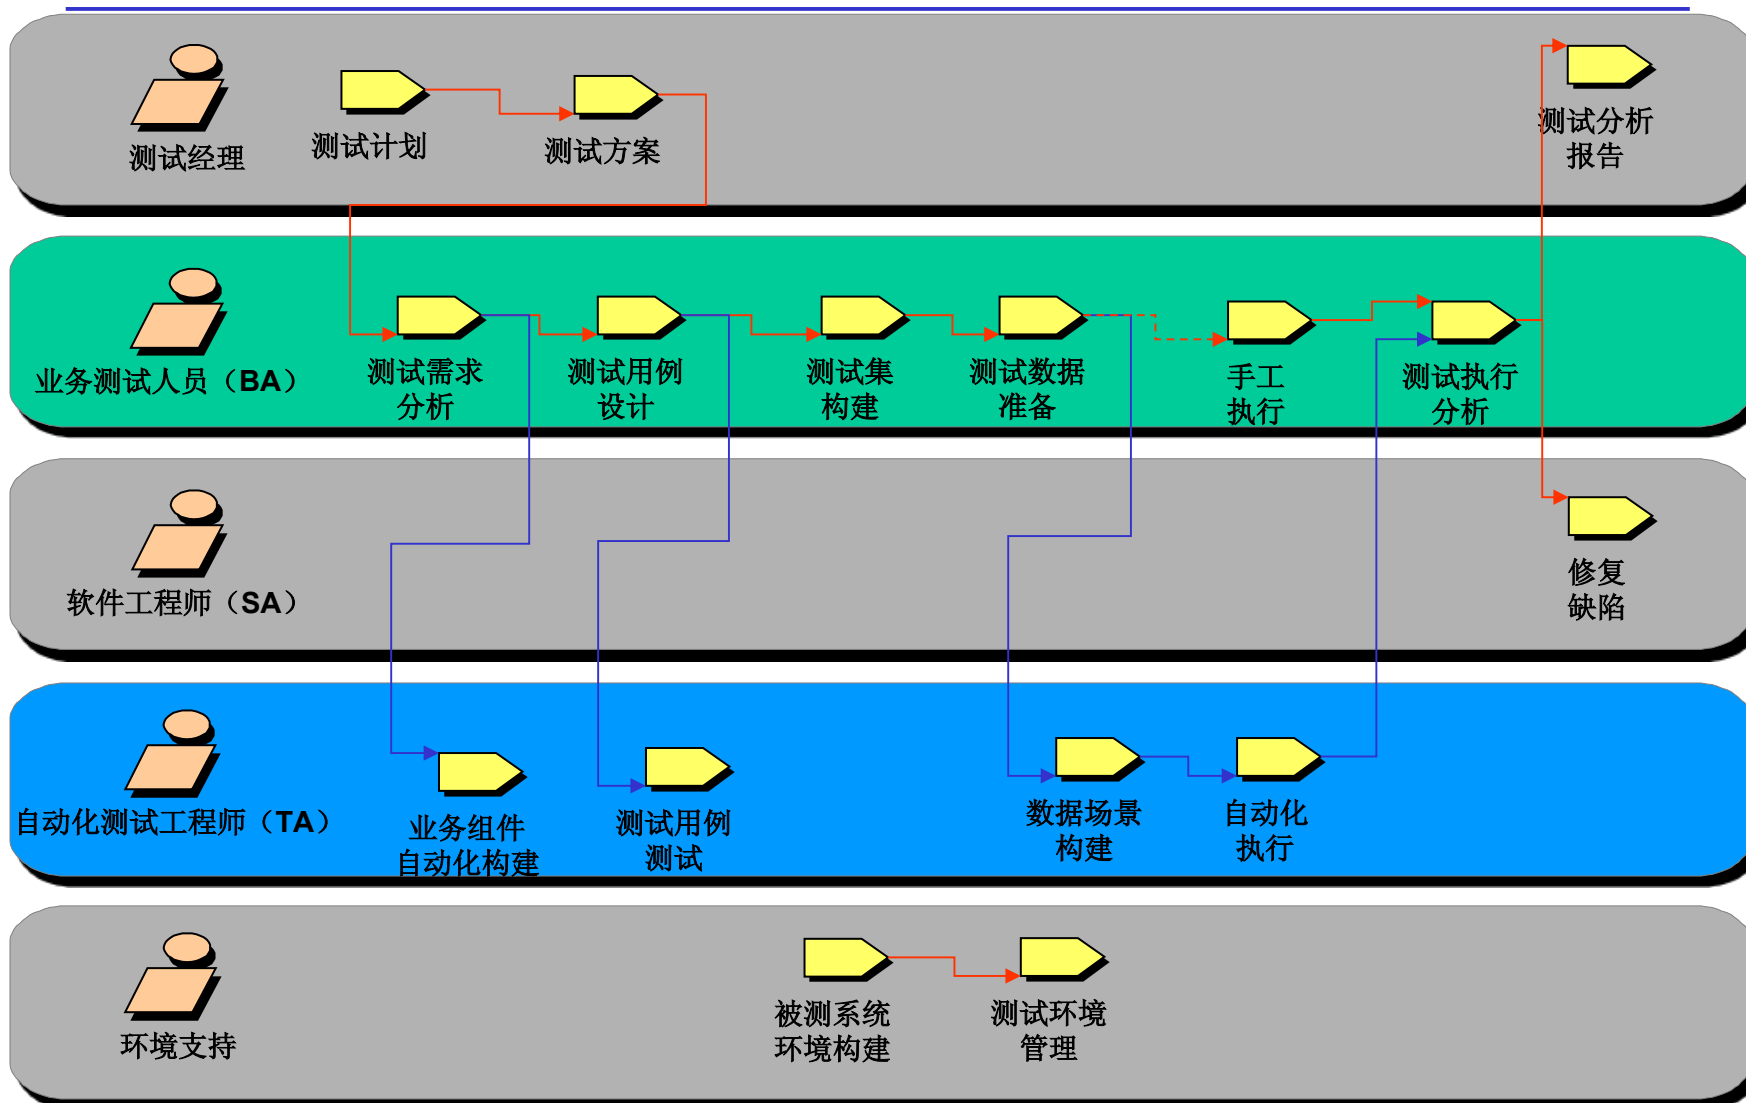 测试经理
测试计划
测试方案
测试分析
报告
业务测试人员（BA）
测试需求
分析
测试用例
设计
测试集
构建
测试数据
准备
手工
执行
测试执行
分析
软件工程师（SA）
修复
缺陷
自动化测试工程师（TA）
业务组件
自动化构建
测试用例
测试
数据场景
构建
自动化
执行
环境支持
被测系统
环境构建
测试环境
管理